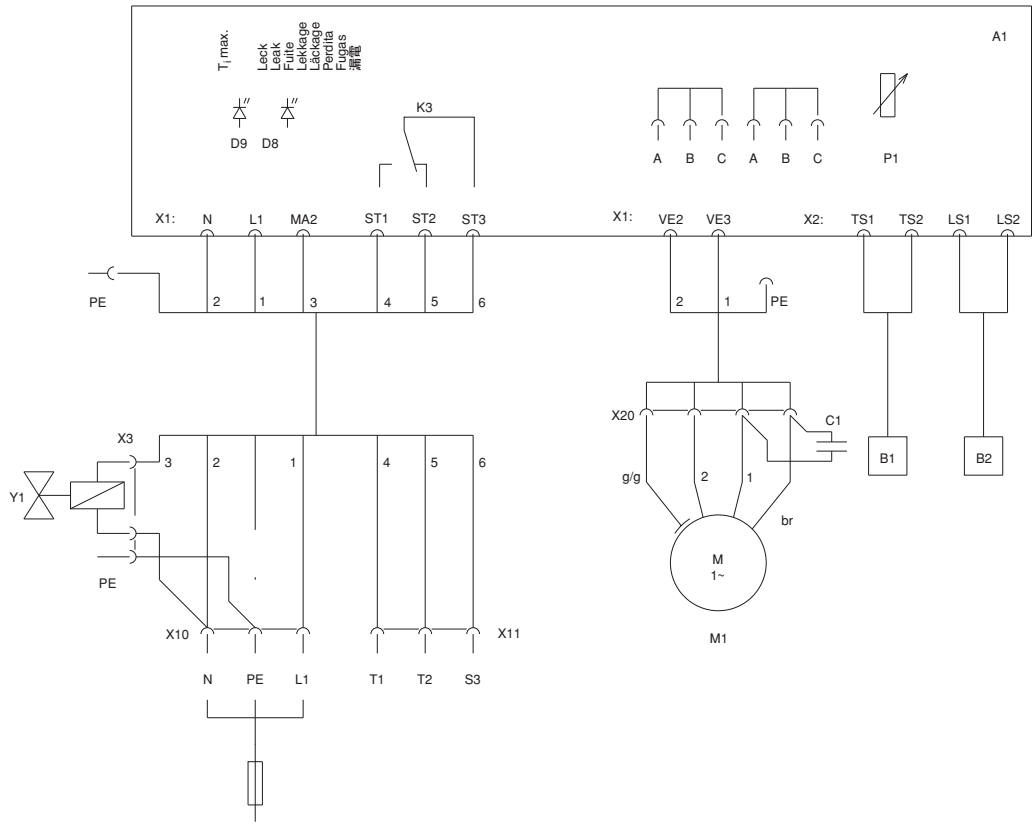 A1
T i max.
Leck
Leak
Fuite
Lekkage
Läckage
Perdita
Fugas
漏電
K3
D9 D8
A B C A B C P1
X1: N L1 MA2 ST1 ST2 ST3 X1: VE2 VE3 X2: TS1 TS2 LS1 LS2
PE 2 1 3 4 5 6 2 1 PE
X20 C1
X3
3 2 1 4 5 6
B1 B2
Y1
g/g 2 1
br
M
1~
PE
X10 X11
M1
N PE L1 T1 T2 S3